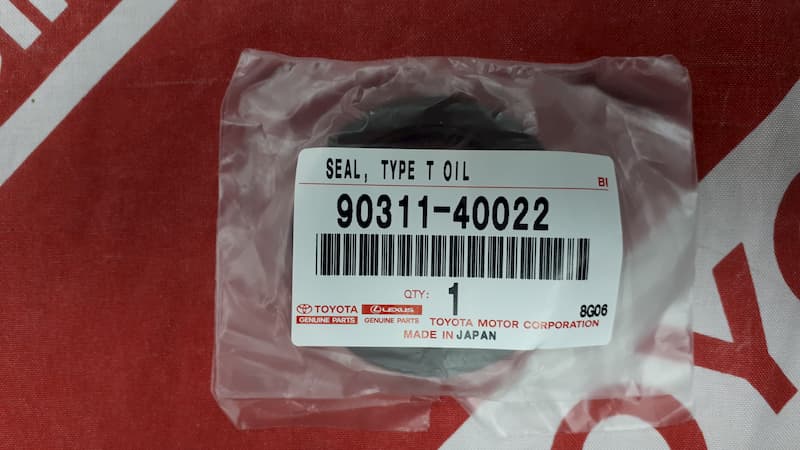 SEAL, TYPE T OIL
BI
90311-40022
QTY: 1
8G06
TOYOTA LEXUS
GENUINE PARTS GENUINE PARTS TOYOTA MOTOR CORPORATION
MADE IN JAPAN